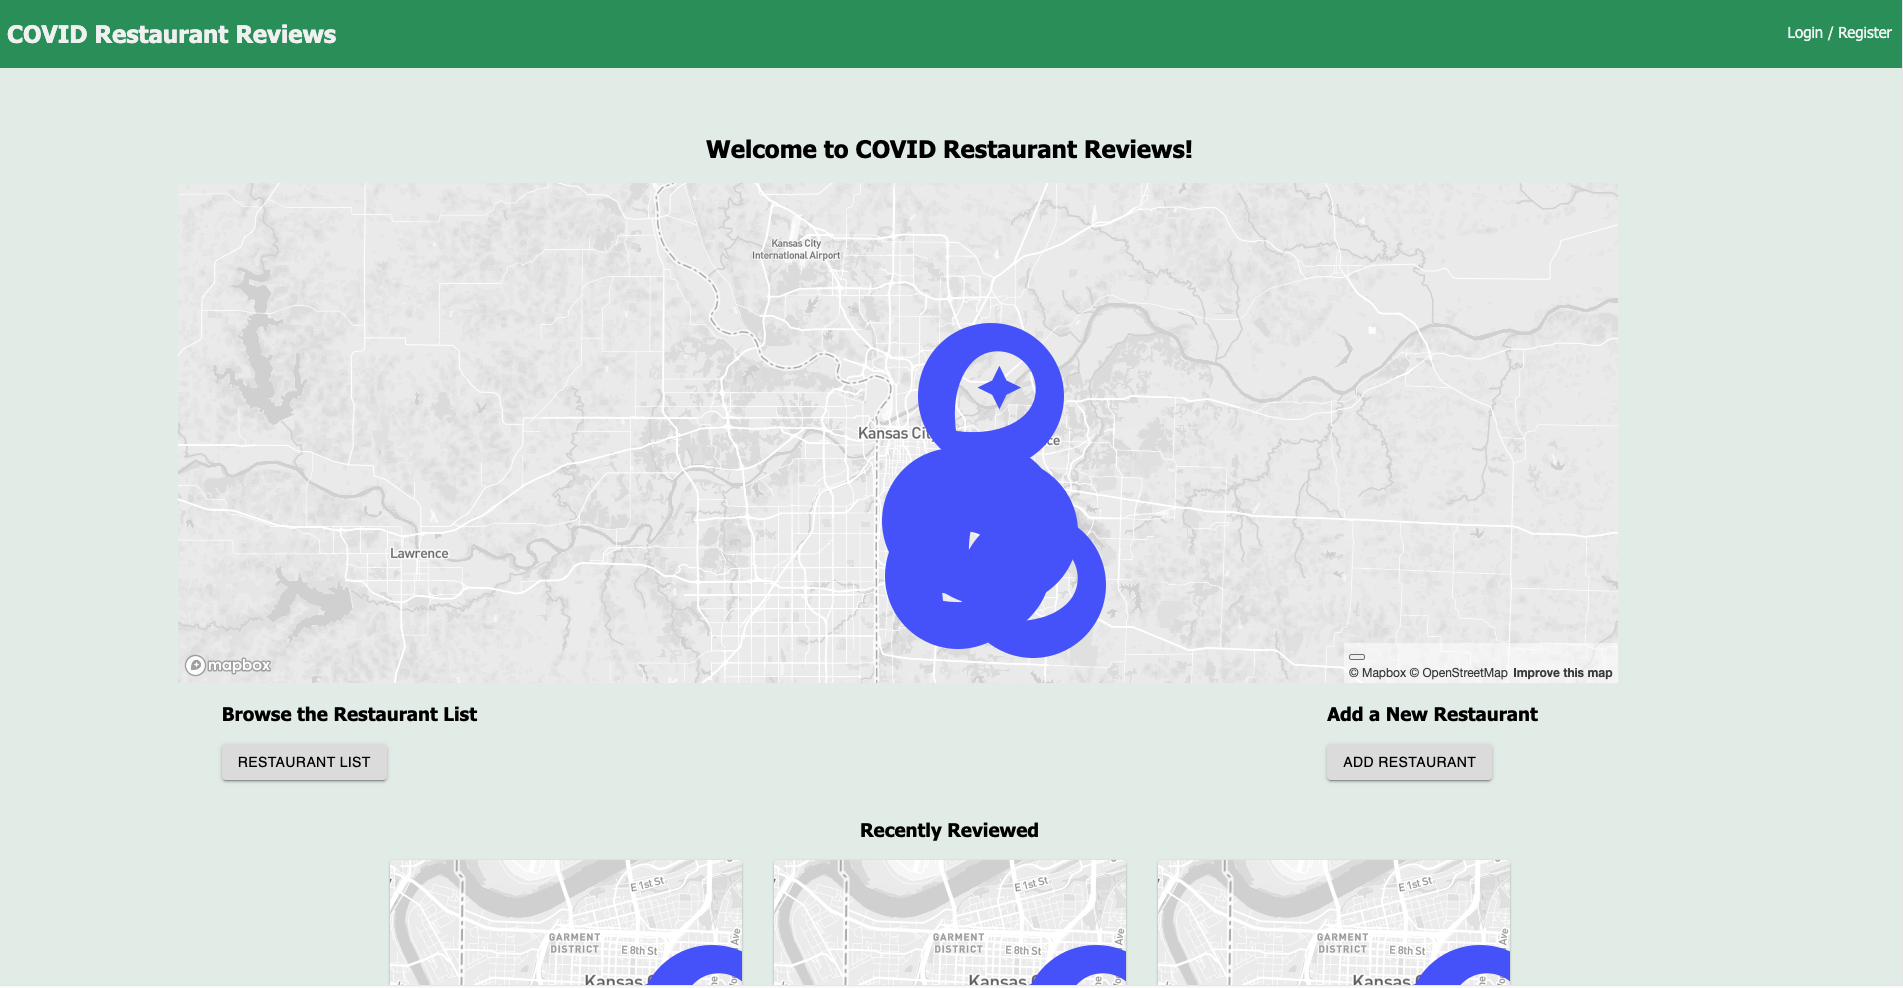 COVID Restaurant Reviews
Login / Register
Welcome to COVID Restaurant Reviews!
Kansas City
International Airport
Kansas City
ce
Lawrence
mapbox
© Mapbox © OpenStreetMap Improve this map
Browse the Restaurant List
Add a New Restaurant
RESTAURANT LIST
ADD RESTAURANT
Recently Reviewed
E 1st St
E 1st St
E 1st St
GARMENT
DISTRICT
E 8th St
Ave
GARMENT
DISTRICT
E 8th St
Ave
GARMENT
DISTRICT
E 8th St
Ave
Kansas
Kansas
Kansas